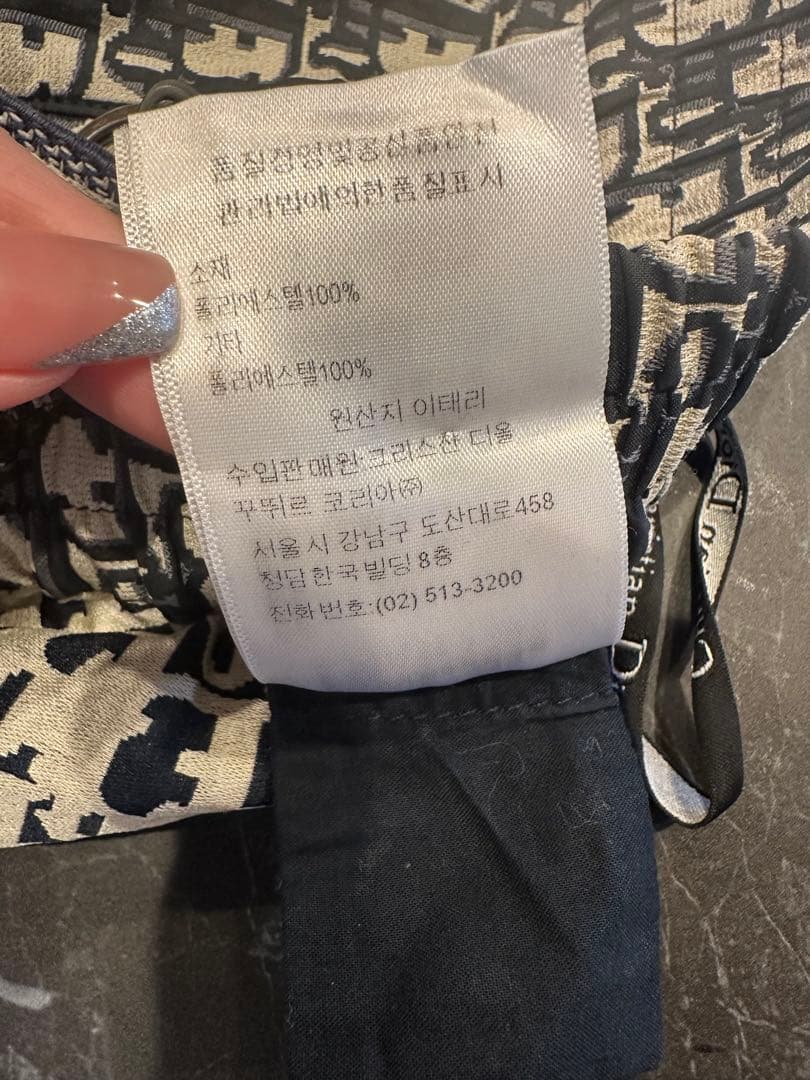 품질경영및공산품안전
관리법에의한품질표시
소재
폴리에스텔100%
기타
폴리에스텔100%
원산지 이태리
수입판매원:크리스찬 디올
꾸뛰르 코리아㈜
서울시 강남구 도산대로458
청담한국빌딩8층
전화번호:(02) 513-3200
Christian D